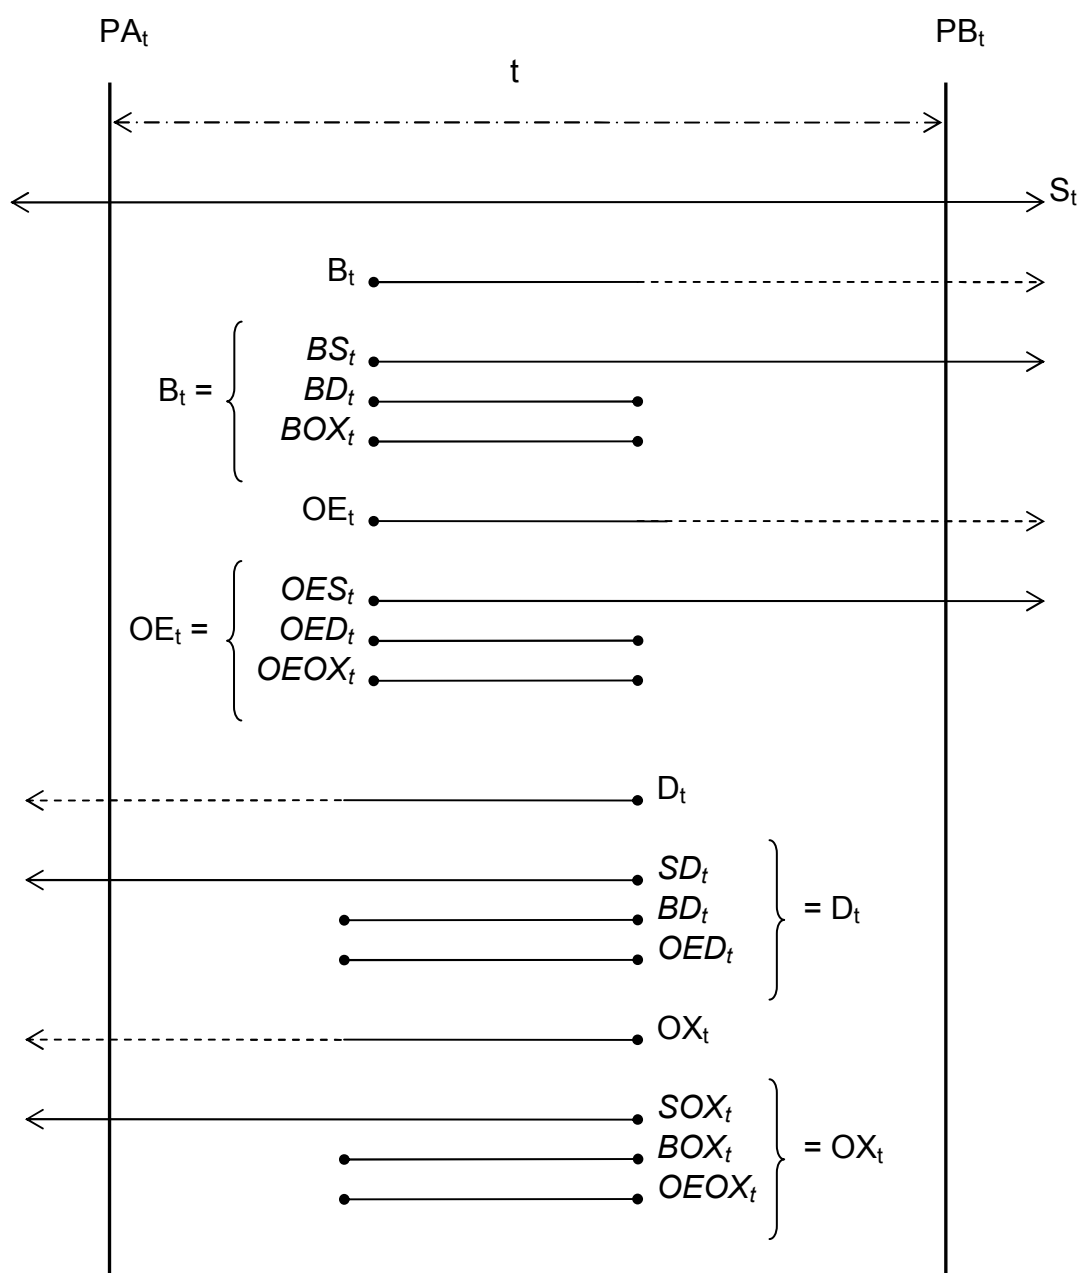 PAt PBt
t
St
Bt
BSt
Bt =
BDt
BOXt
OEt
OESt
OEt =
OEDt
OEOXt
Dt
SDt
BDt
= Dt
OEDt
OXt
SOXt
BOXt
= OXt
OEOXt